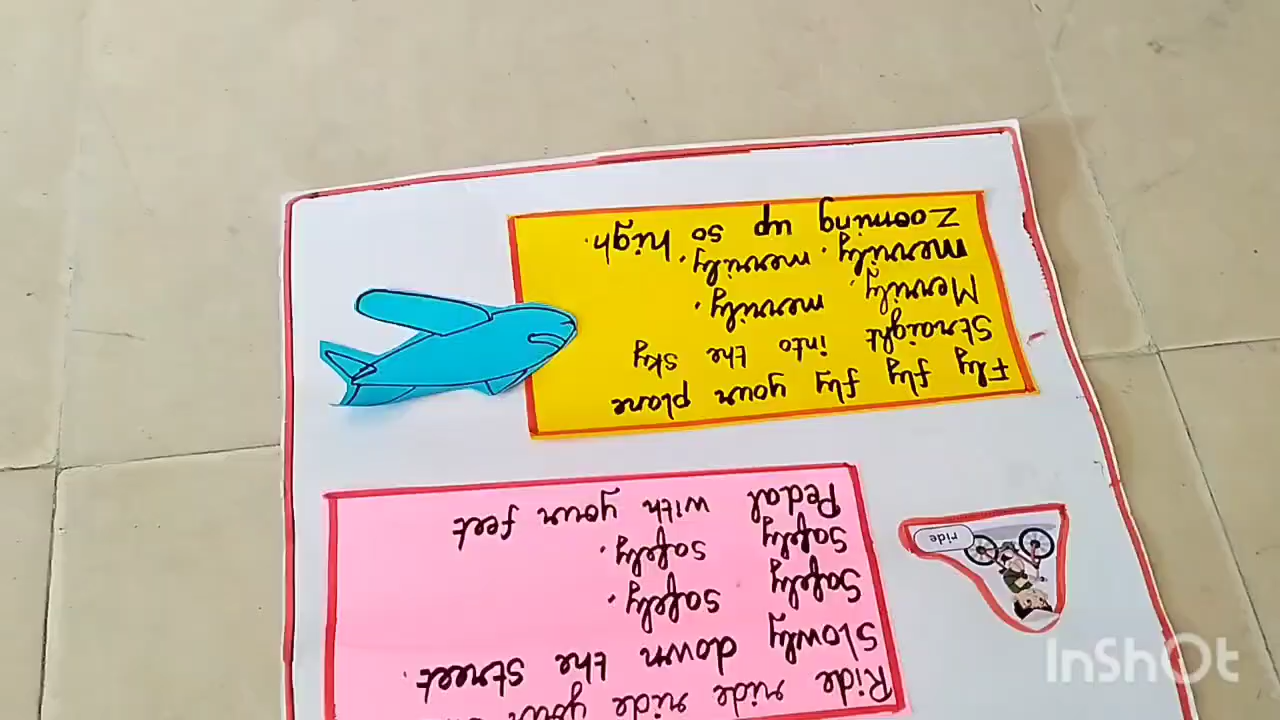 Ride ride ride your
Slowly down the street.
Safely safely.
Safely safely.
Pedal with your feet
ride
Fly fly fly your plane
Straight into the sky
Merrily, merrily,
merrily, merrily,
Zooming up so high.
InShOt